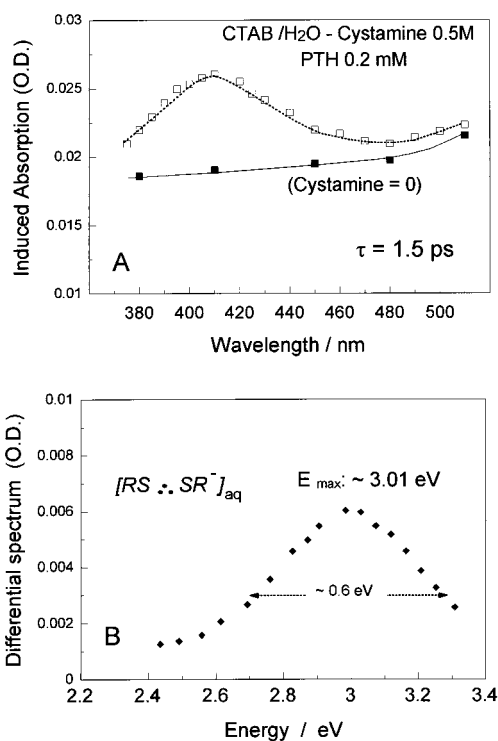 0.03
CTAB /H2O - Cystamine 0.5M
PTH 0.2 mM
0.025
0.02
(Cystamine = 0)
0.015
A
τ = 1.5 ps
0.01
380 400 420 440 460 480 500
Induced Absorption (O.D.)
Wavelength / nm
0.01
0.008
[RS ∴ SR⁻]aq
E max: ~ 3.01 eV
0.006
0.004
~ 0.6 eV
0.002
B
0
2.2 2.4 2.6 2.8 3 3.2 3.4
Differential spectrum (O.D.)
Energy / eV